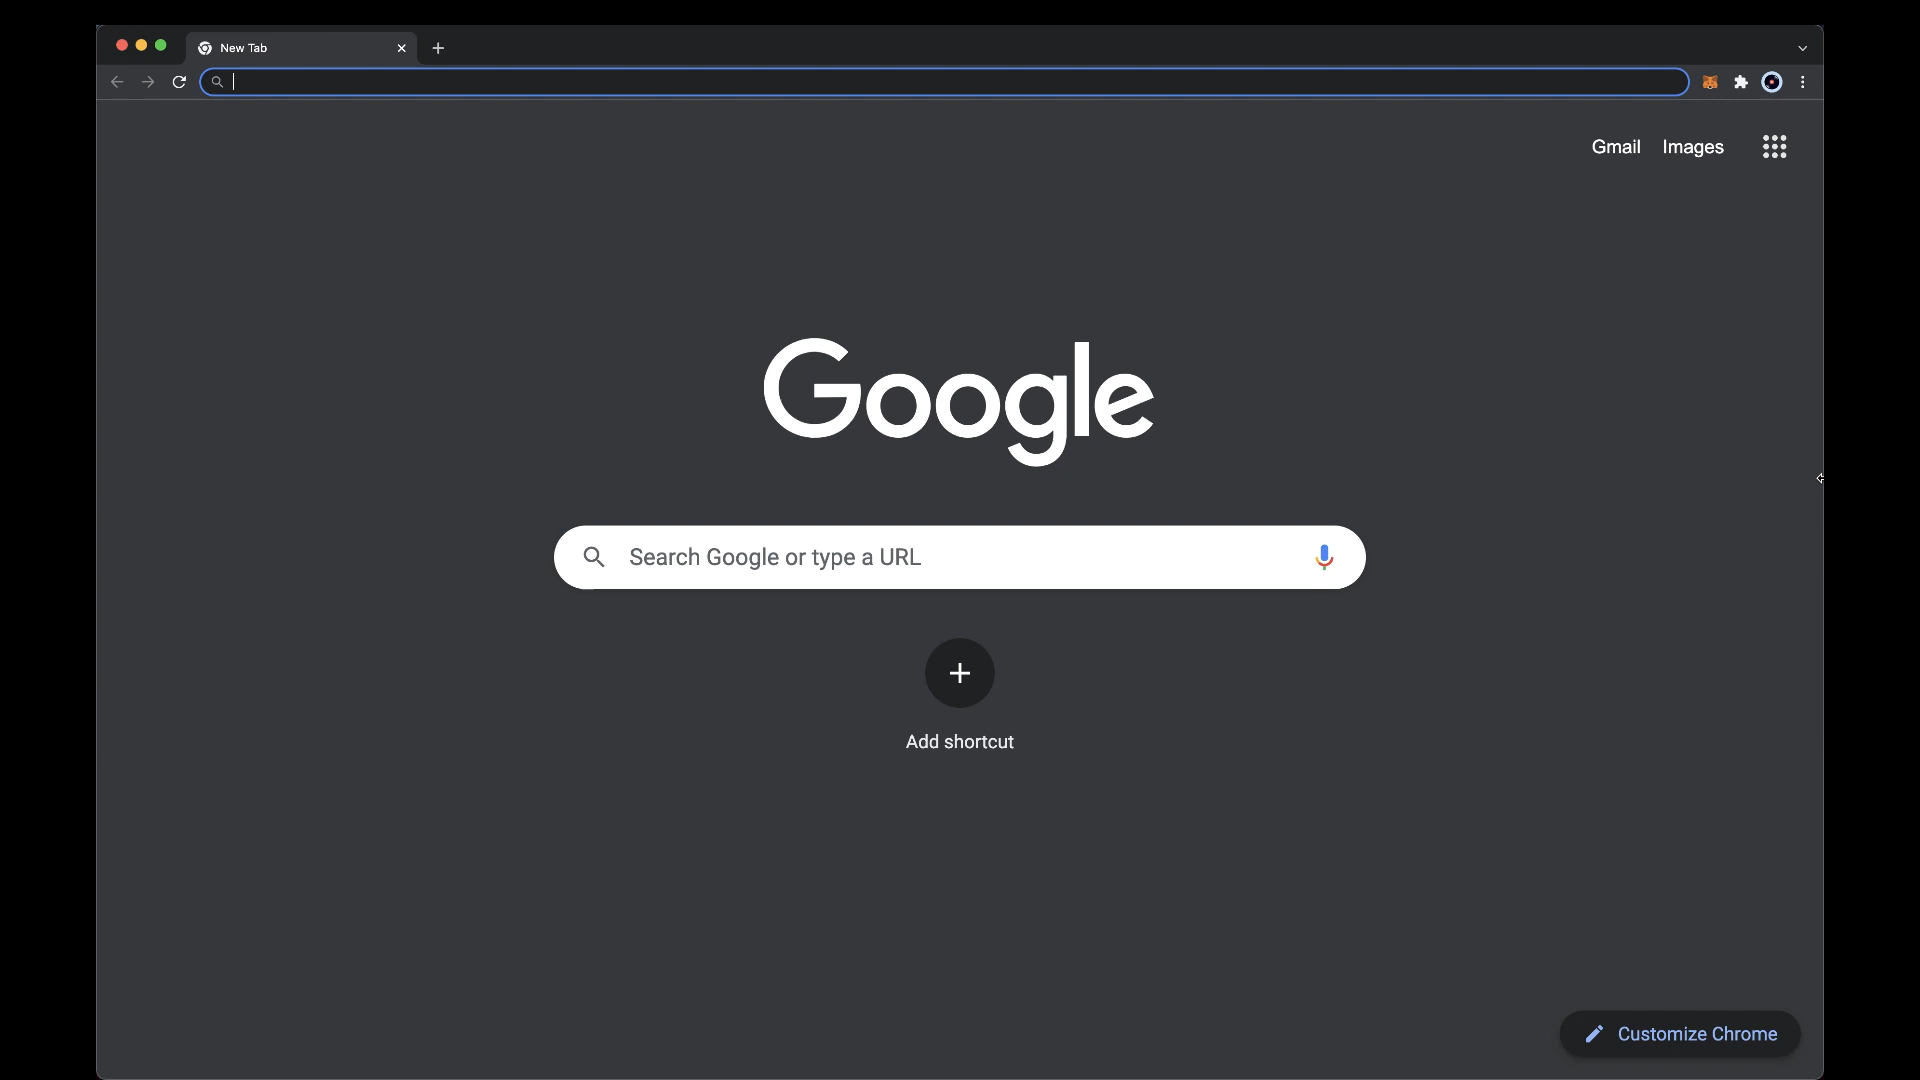 New Tab
Gmail Images
Google
Search Google or type a URL
Add shortcut
Customize Chrome